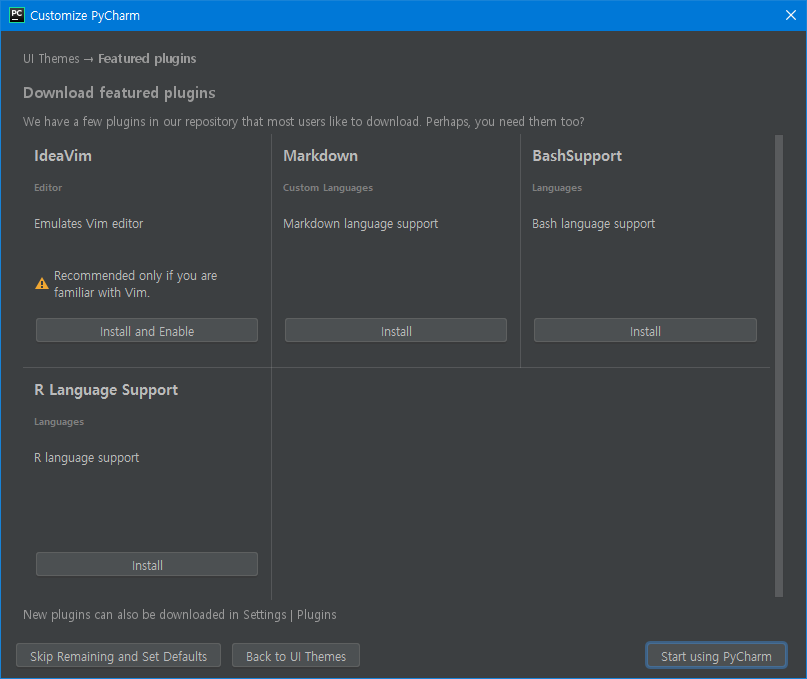 PC
Customize PyCharm
UI Themes → Featured plugins
Download featured plugins
We have a few plugins in our repository that most users like to download. Perhaps, you need them too?
IdeaVim
Editor
Emulates Vim editor
Recommended only if you are
familiar with Vim.
Install and Enable
Markdown
Custom Languages
Markdown language support
Install
BashSupport
Languages
Bash language support
Install
R Language Support
Languages
R language support
Install
New plugins can also be downloaded in Settings | Plugins
Skip Remaining and Set Defaults
Back to UI Themes
Start using PyCharm